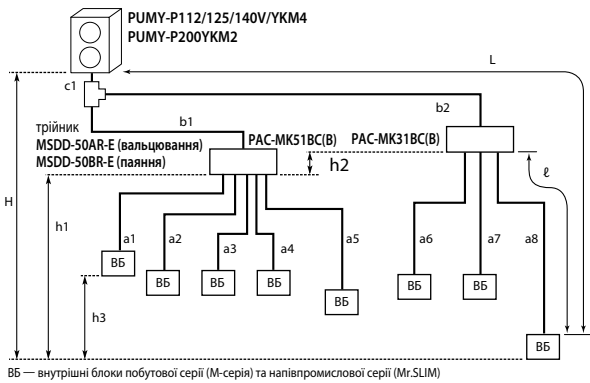 PUMY-P112/125/140V/YKM4
PUMY-P200YKM2
L
c1
b1
b2
трійник
MSDD-50AR-E (вальцювання)
MSDD-50BR-E (паяння)
PAC-MK51BC(B)
PAC-MK31BC(B)
h2
ℓ
H
h1
a1
a2
a3
a4
a5
a6
a7
a8
ВБ
ВБ
ВБ
ВБ
ВБ
ВБ
ВБ
ВБ
h3
ВБ — внутрішні блоки побутової серії (M-серія) та напівпромислової серії (Mr.SLIM)